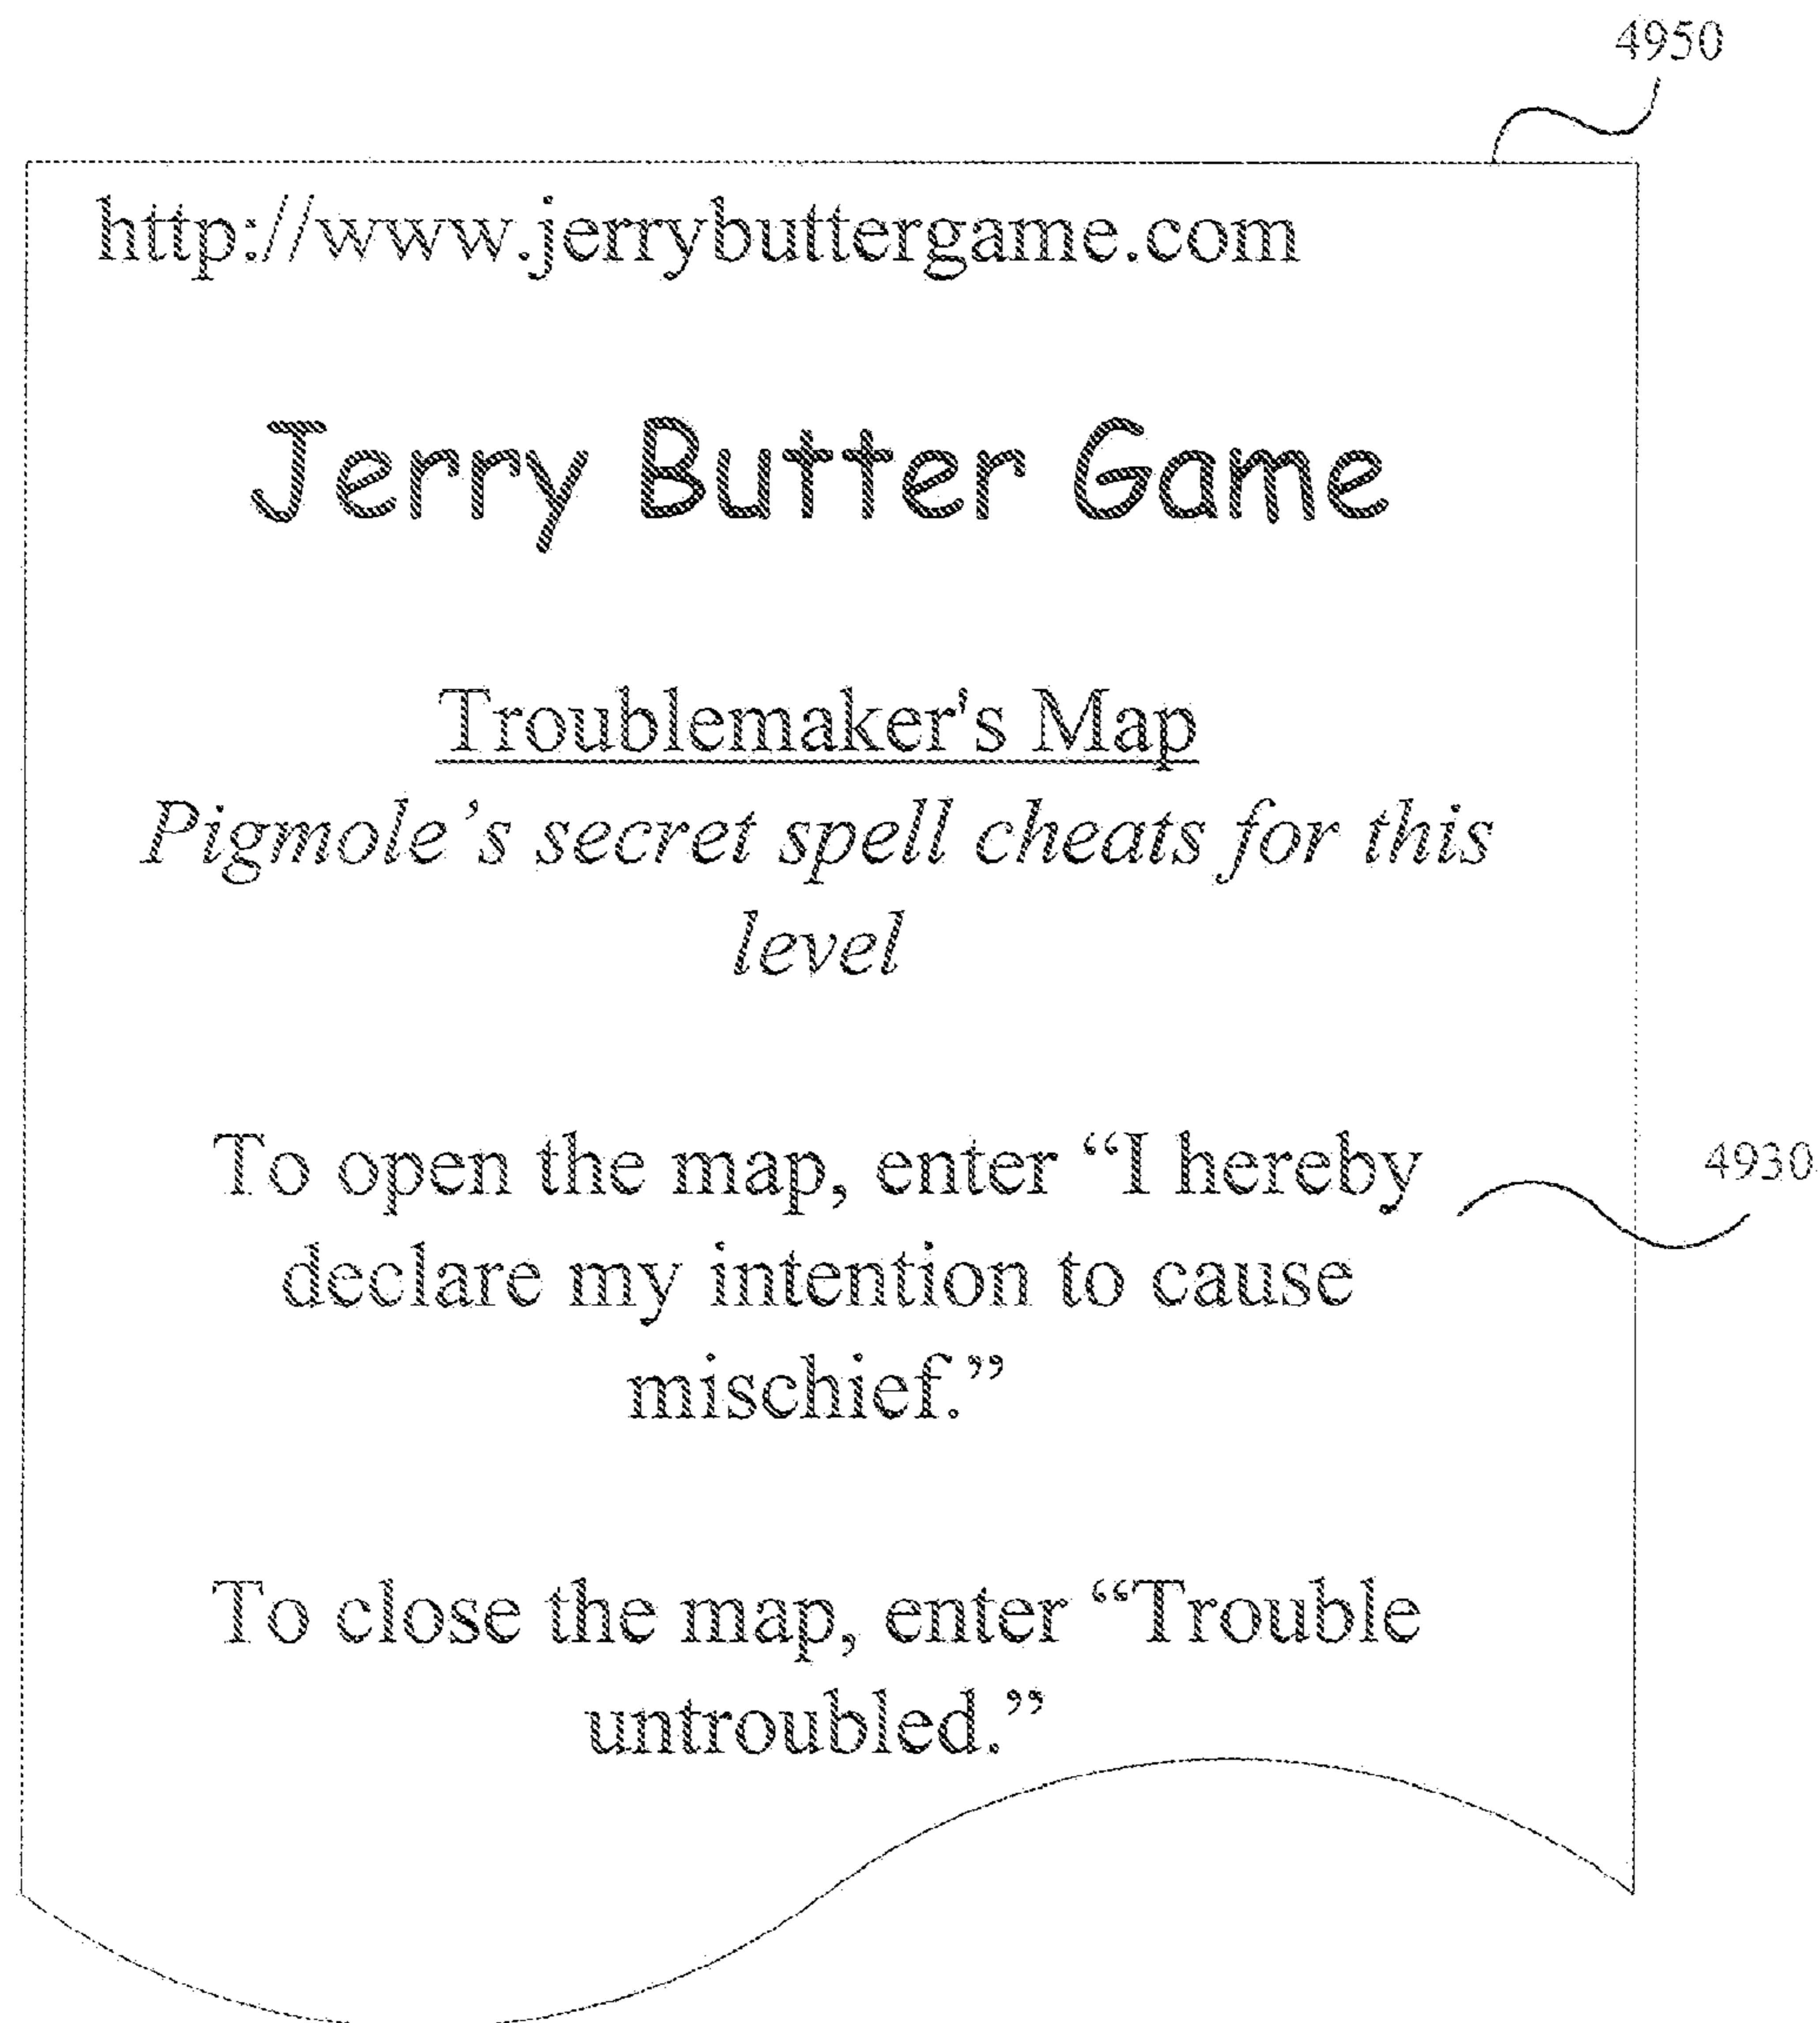 4950
http://www.jerrybuttergame.com
Jerry Butter Game
Troublemaker's Map
Pigmole’s secret spell cheats for this
level
To open the map, enter “I hereby
4930
declare my intention to cause
mischief.”
To close the map, enter “Trouble
untroubled.”